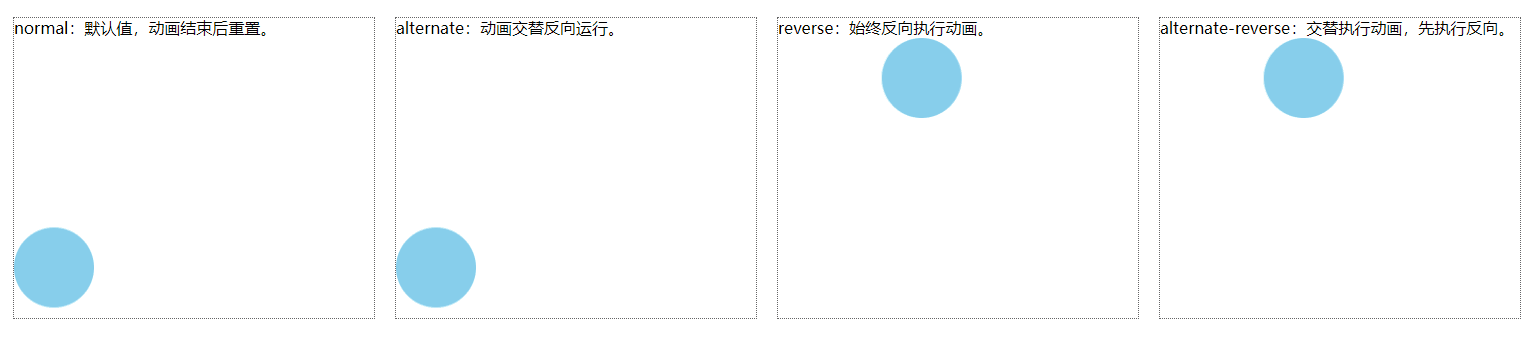 normal：默认值，动画结束后重置。
alternate：动画交替反向运行。
reverse：始终反向执行动画。
alternate-reverse：交替执行动画，先执行反向。